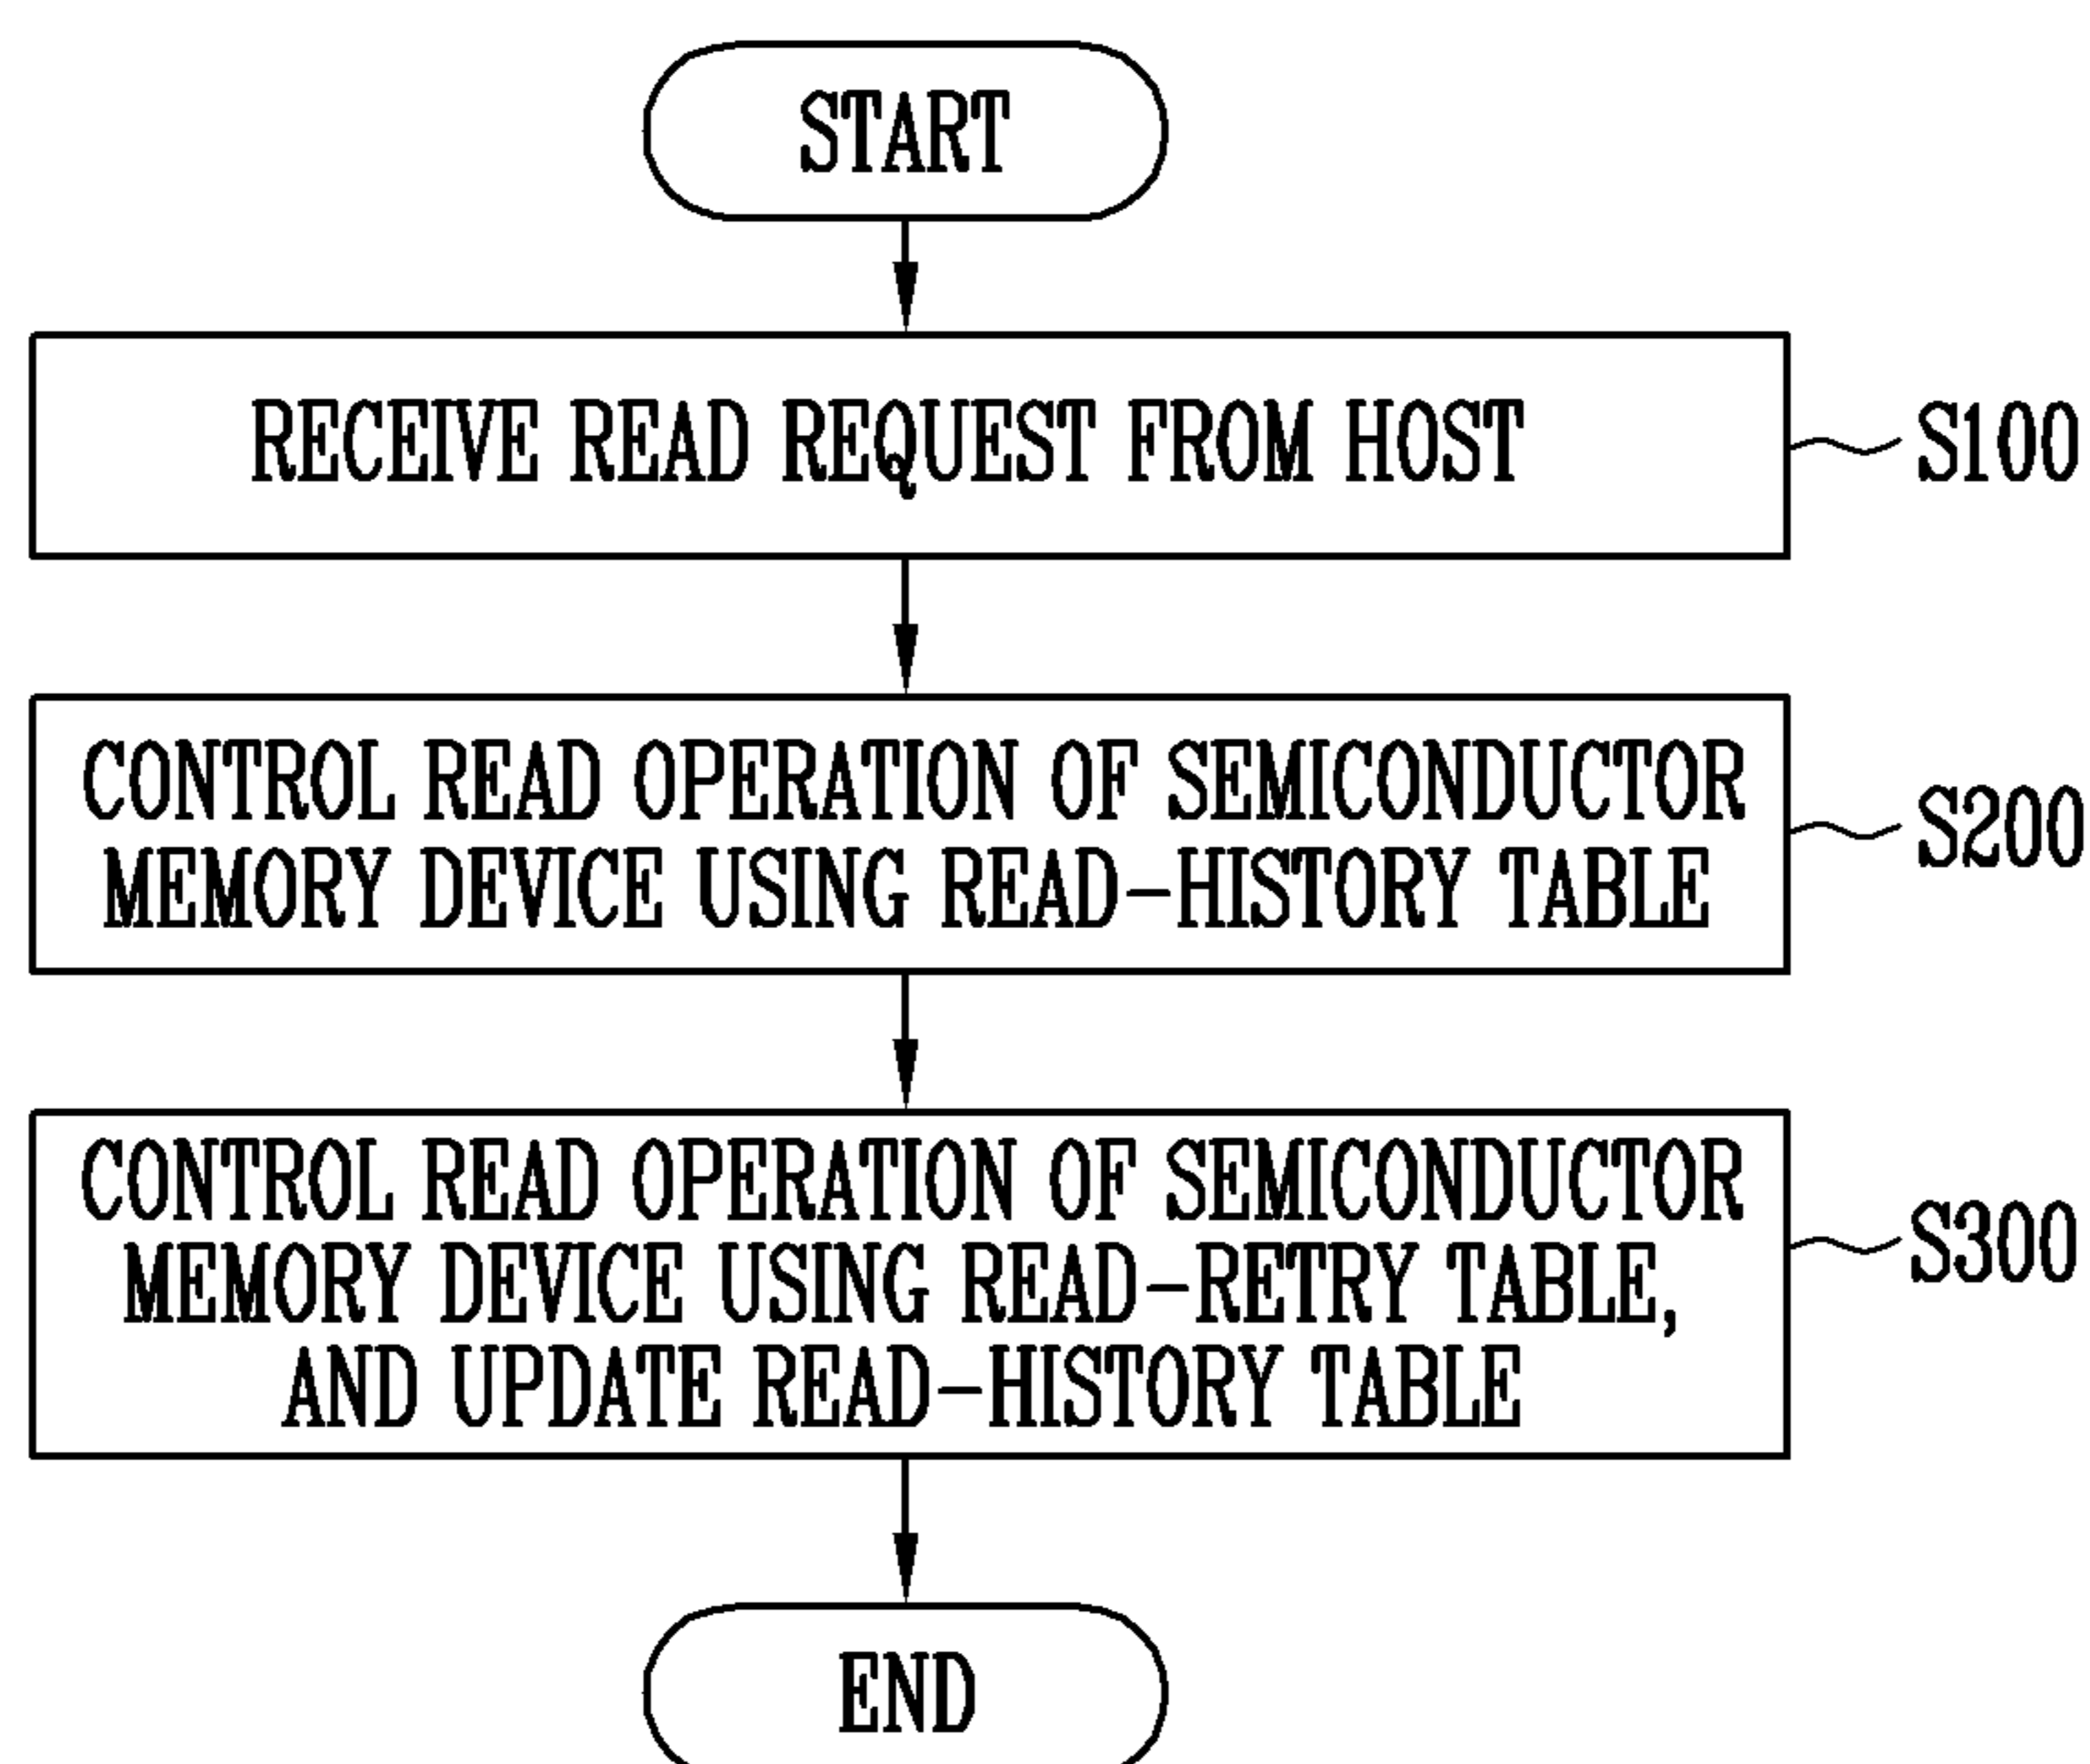 START
RECEIVE READ REQUEST FROM HOST
S100
CONTROL READ OPERATION OF SEMICONDUCTOR
MEMORY DEVICE USING READ-HISTORY TABLE
S200
CONTROL READ OPERATION OF SEMICONDUCTOR
MEMORY DEVICE USING READ-RETRY TABLE,
AND UPDATE READ-HISTORY TABLE
S300
END